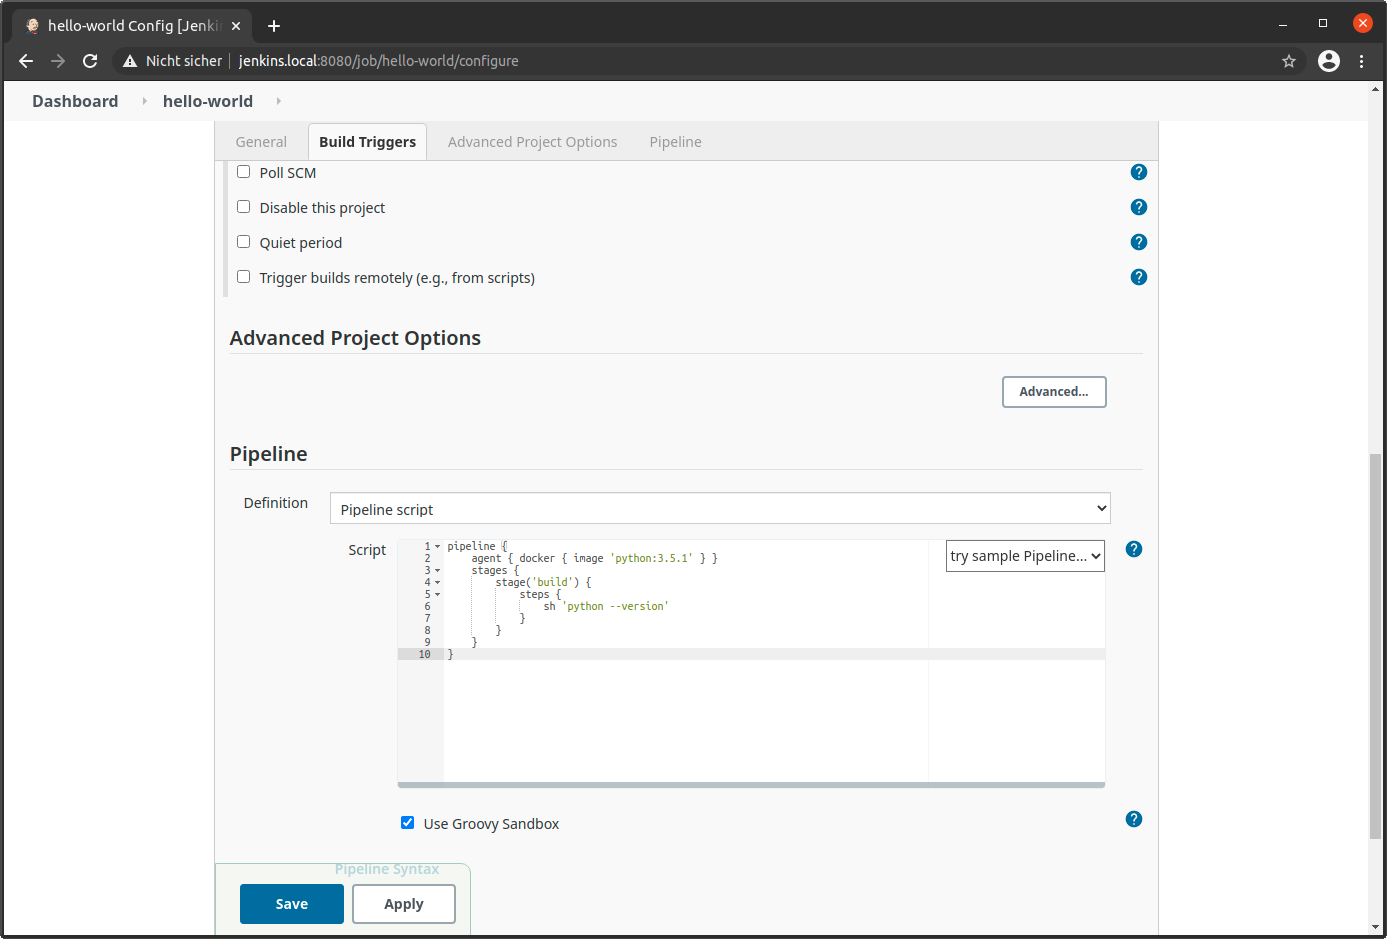 hello-world Config [Jenki
Nicht sicher
jenkins.local:8080/job/hello-world/configure
Dashboard
hello-world
General
Build Triggers
Advanced Project Options
Pipeline
Poll SCM
Disable this project
Quiet period
Trigger builds remotely (e.g., from scripts)
Advanced Project Options
Advanced...
Pipeline
Definition
Pipeline script
Script
try sample Pipeline...
1 pipeline {
2 agent { docker { image 'python:3.5.1' } }
3 stages {
4 stage('build') {
5 steps {
6 sh 'python --version'
7 }
8 }
9 }
10 }
Use Groovy Sandbox
Pipeline Syntax
Save
Apply